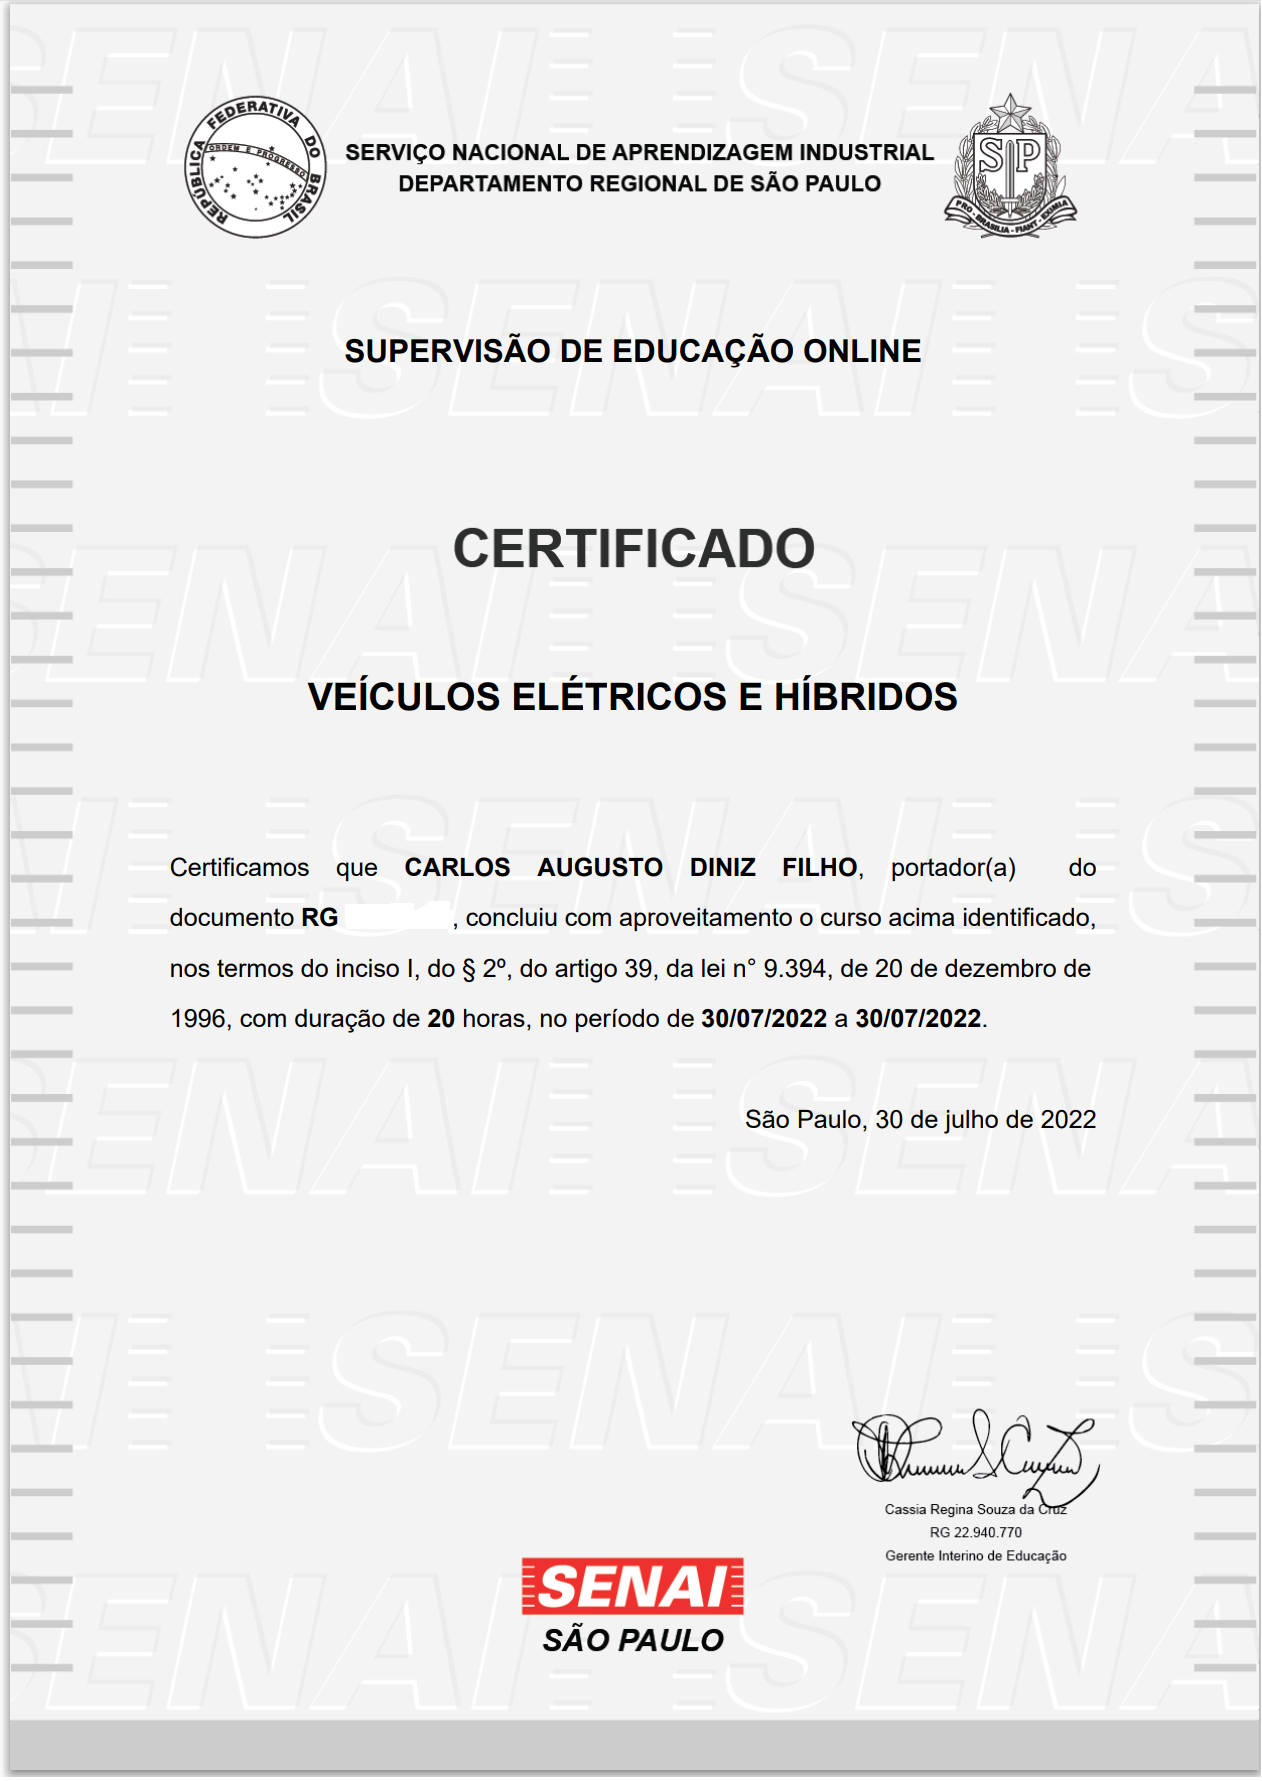 REPÚBLICA FEDERATIVA DO BRASIL
ORDEM E PROGRESSO
SERVIÇO NACIONAL DE APRENDIZAGEM INDUSTRIAL
DEPARTAMENTO REGIONAL DE SÃO PAULO
SP
PRO - BRASILIA - FIANT - EXIMIA
SUPERVISÃO DE EDUCAÇÃO ONLINE
CERTIFICADO
VEÍCULOS ELÉTRICOS E HÍBRIDOS
Certificamos que CARLOS AUGUSTO DINIZ FILHO, portador(a) do
documento RG , concluiu com aproveitamento o curso acima identificado,
nos termos do inciso I, do § 2º, do artigo 39, da lei n° 9.394, de 20 de dezembro de
1996, com duração de 20 horas, no período de 30/07/2022 a 30/07/2022.
São Paulo, 30 de julho de 2022
Cassia Regina Souza da Cruz
RG 22.940.770
Gerente Interino de Educação
SENAI
SÃO PAULO